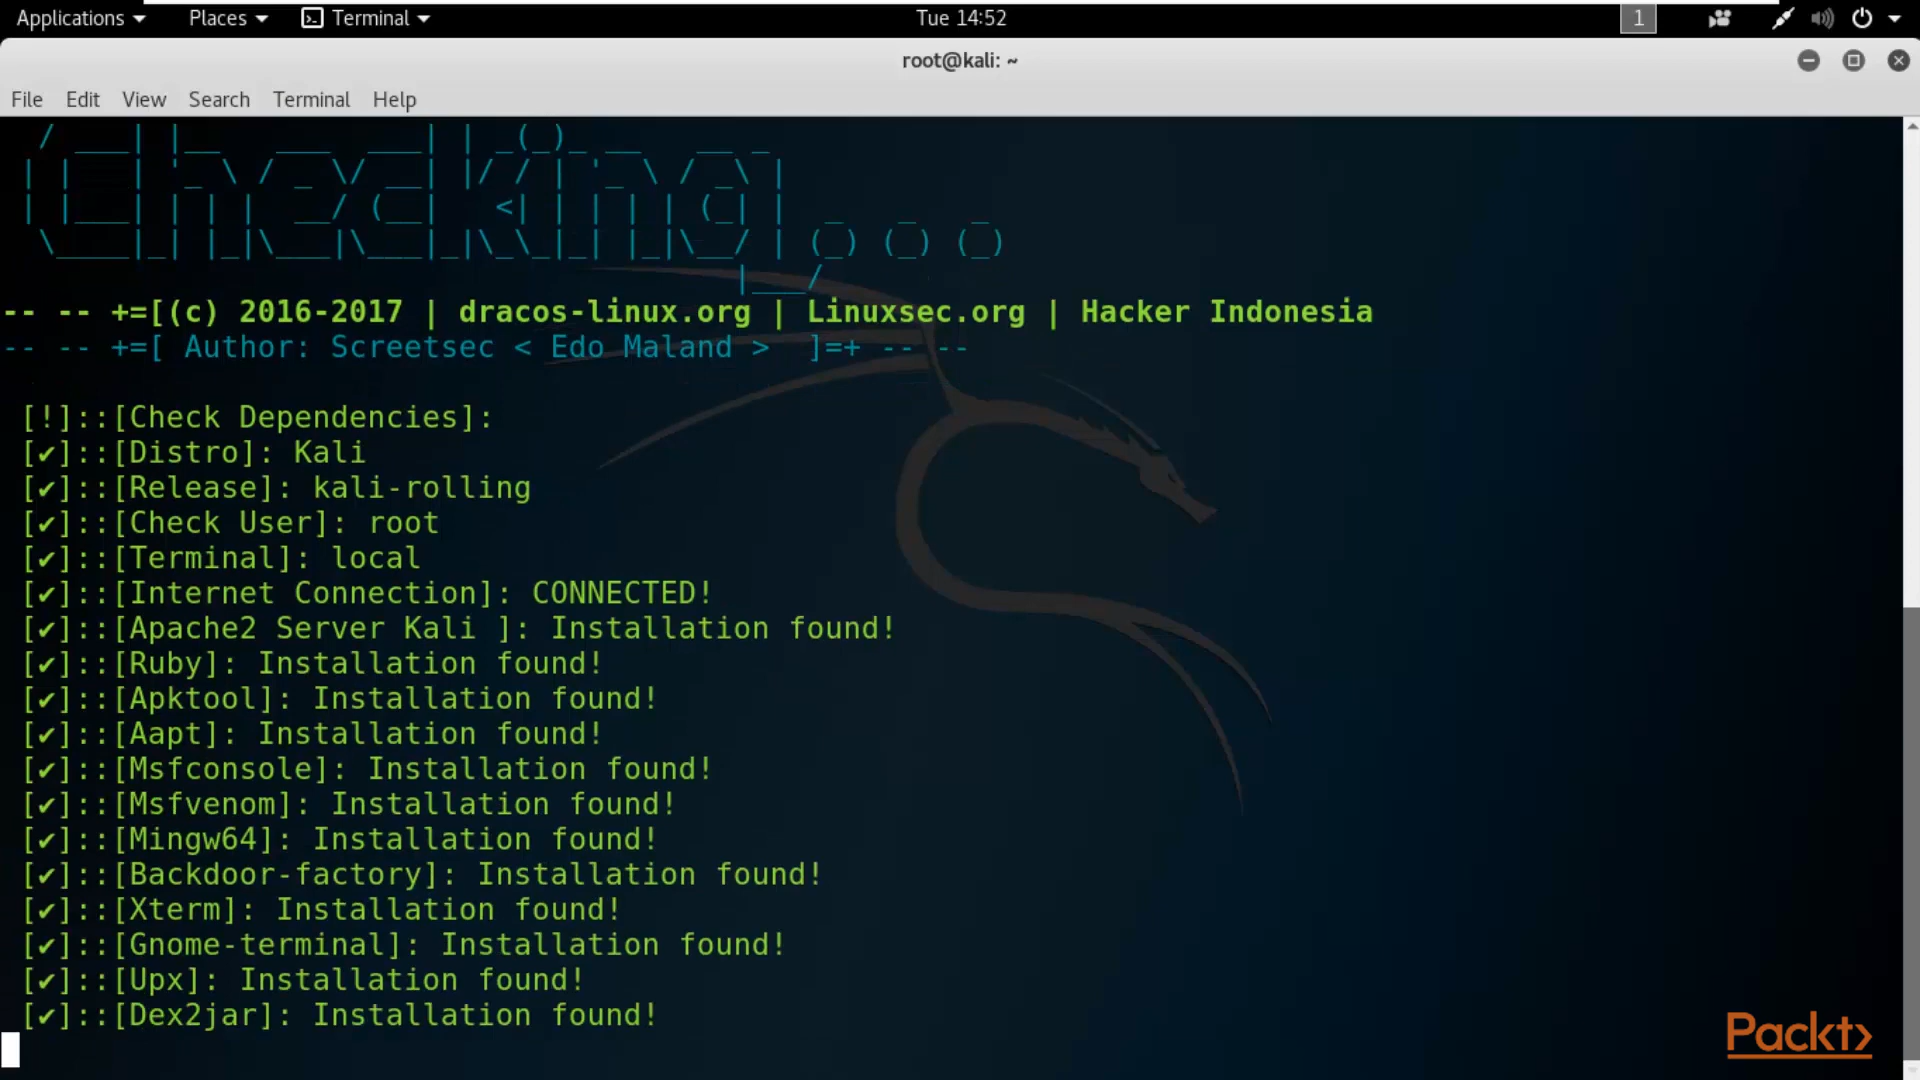 Applications Places Terminal Tue 14:52 1
root@kali: ~
File Edit View Search Terminal Help
Checking...
-- -- +=[(c) 2016-2017 | dracos-linux.org | Linuxsec.org | Hacker Indonesia
-- -- +=[ Author: Screetsec < Edo Maland >  ]=+ -- --
[!]::[Check Dependencies]:
[✔]::[Distro]: Kali
[✔]::[Release]: kali-rolling
[✔]::[Check User]: root
[✔]::[Terminal]: local
[✔]::[Internet Connection]: CONNECTED!
[✔]::[Apache2 Server Kali ]: Installation found!
[✔]::[Ruby]: Installation found!
[✔]::[Apktool]: Installation found!
[✔]::[Aapt]: Installation found!
[✔]::[Msfconsole]: Installation found!
[✔]::[Msfvenom]: Installation found!
[✔]::[Mingw64]: Installation found!
[✔]::[Backdoor-factory]: Installation found!
[✔]::[Xterm]: Installation found!
[✔]::[Gnome-terminal]: Installation found!
[✔]::[Upx]: Installation found!
[✔]::[Dex2jar]: Installation found!
Packt>